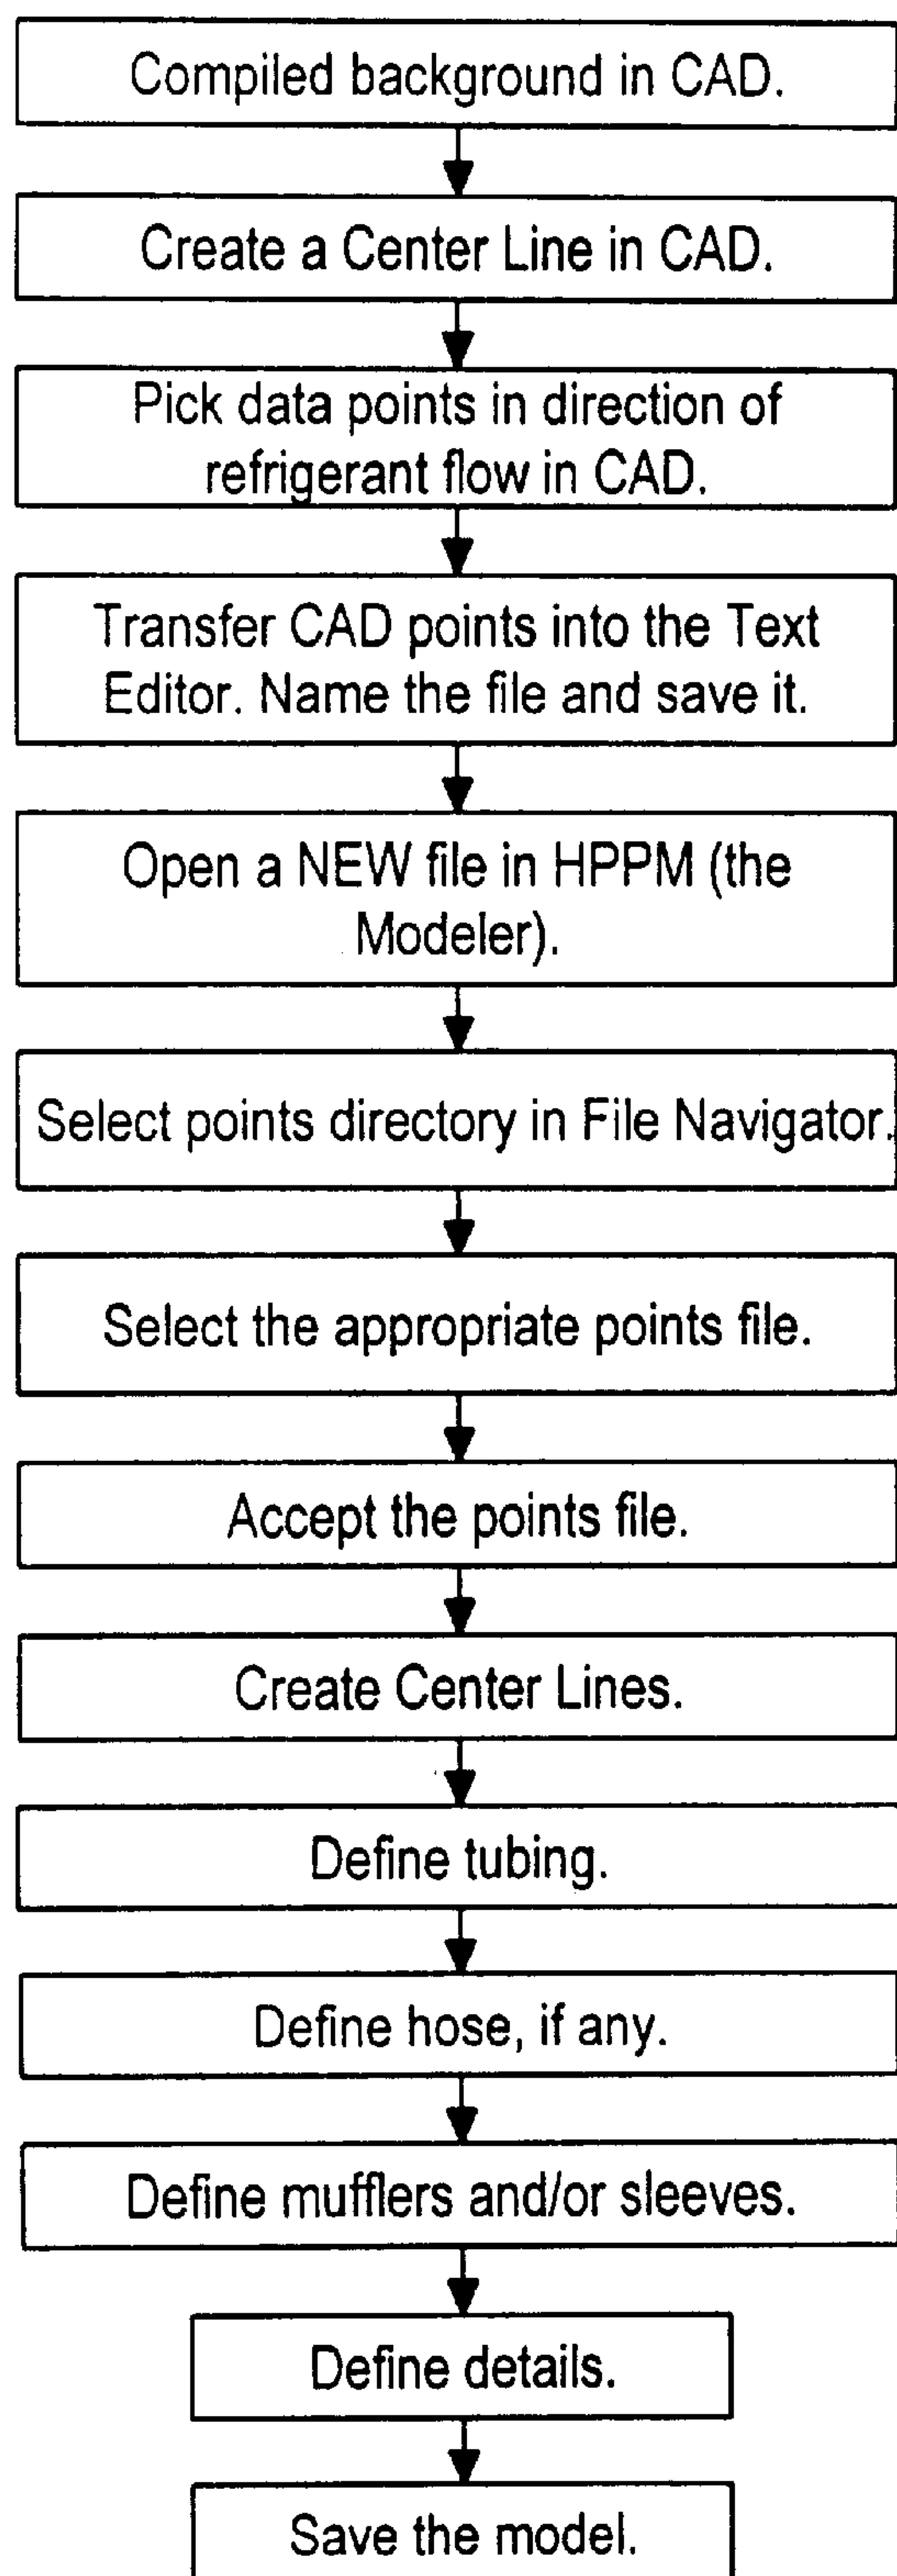 Compiled background in CAD.
Create a Center Line in CAD.
Pick data points in direction of
refrigerant flow in CAD.
Transfer CAD points into the Text
Editor. Name the file and save it.
Open a NEW file in HPPM (the
Modeler).
Select points directory in File Navigator.
Select the appropriate points file.
Accept the points file.
Create Center Lines.
Define tubing.
Define hose, if any.
Define mufflers and/or sleeves.
Define details.
Save the model.